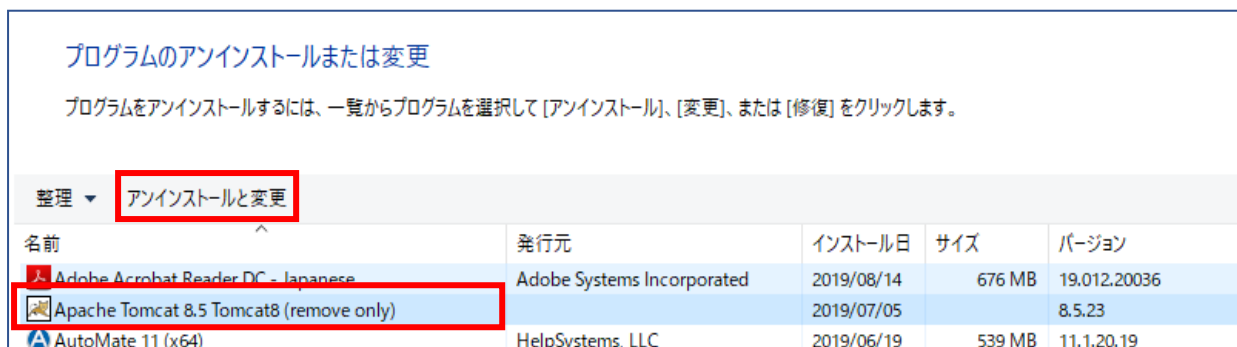 プログラムのアンインストールまたは変更
プログラムをアンインストールするには、一覧からプログラムを選択して [アンインストール]、[変更]、または [修復] をクリックします。
整理 アンインストールと変更
名前 発行元 インストール日 サイズ バージョン
Adobe Acrobat Reader DC - Japanese Adobe Systems Incorporated 2019/08/14 676 MB 19.012.20036
Apache Tomcat 8.5 Tomcat8 (remove only) 2019/07/05 8.5.23
AutoMate 11 (x64) HelpSystems, LLC 2019/06/19 539 MB 11.1.20.19